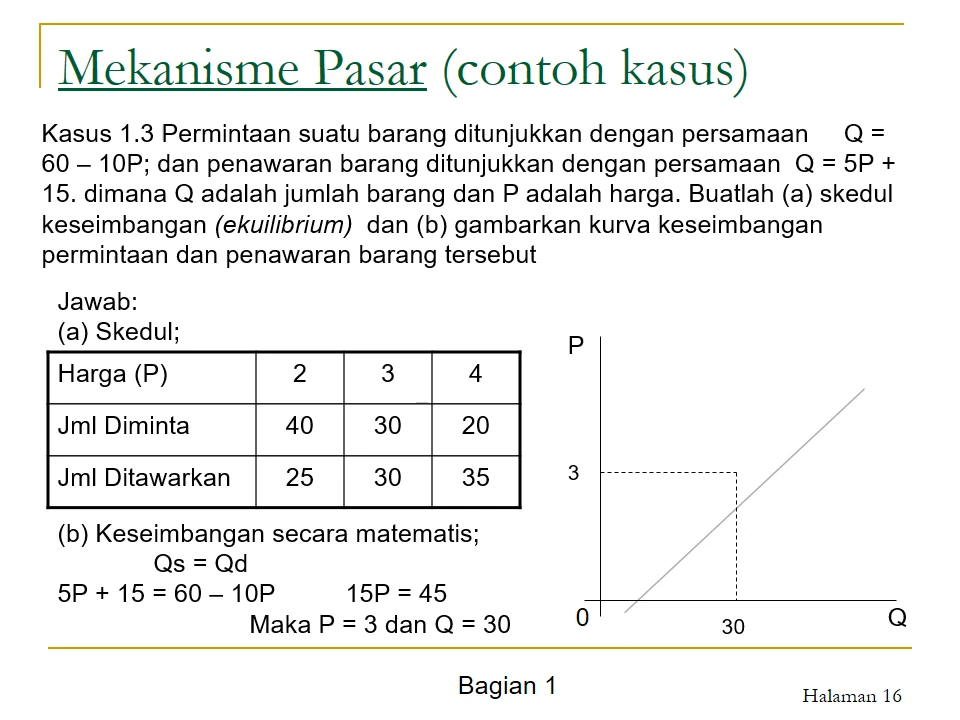 Mekanisme Pasar (contoh kasus)
Kasus 1.3 Permintaan suatu barang ditunjukkan dengan persamaan Q =
60 – 10P; dan penawaran barang ditunjukkan dengan persamaan Q = 5P +
15. dimana Q adalah jumlah barang dan P adalah harga. Buatlah (a) skedul
keseimbangan (ekuilibrium) dan (b) gambarkan kurva keseimbangan
permintaan dan penawaran barang tersebut
Jawab:
(a) Skedul;
Harga (P) 2 3 4
Jml Diminta 40 30 20
Jml Ditawarkan 25 30 35
(b) Keseimbangan secara matematis;
Qs = Qd
5P + 15 = 60 – 10P 15P = 45
Maka P = 3 dan Q = 30
P
3
0
30
Q
Bagian 1
Halaman 16